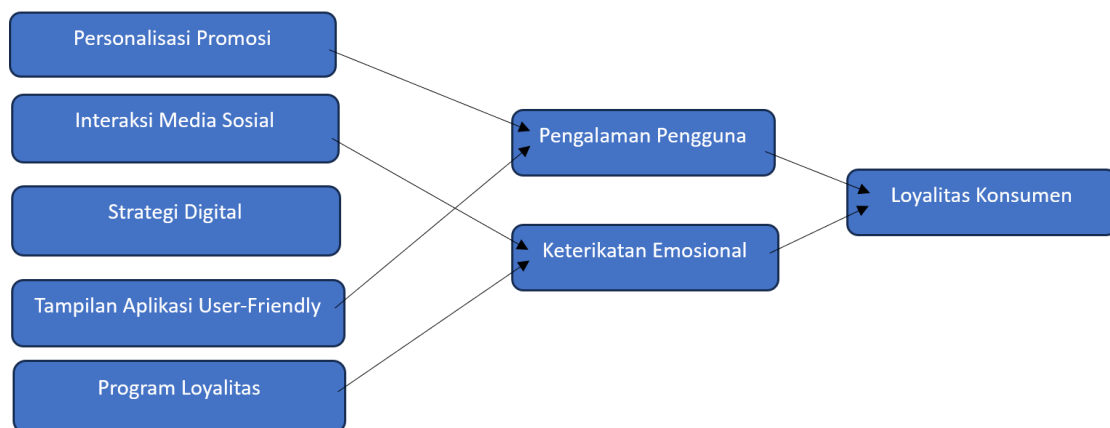 Personalisasi Promosi
Interaksi Media Sosial
Strategi Digital
Tampilan Aplikasi User-Friendly
Program Loyalitas
Pengalaman Pengguna
Keterikatan Emosional
Loyalitas Konsumen